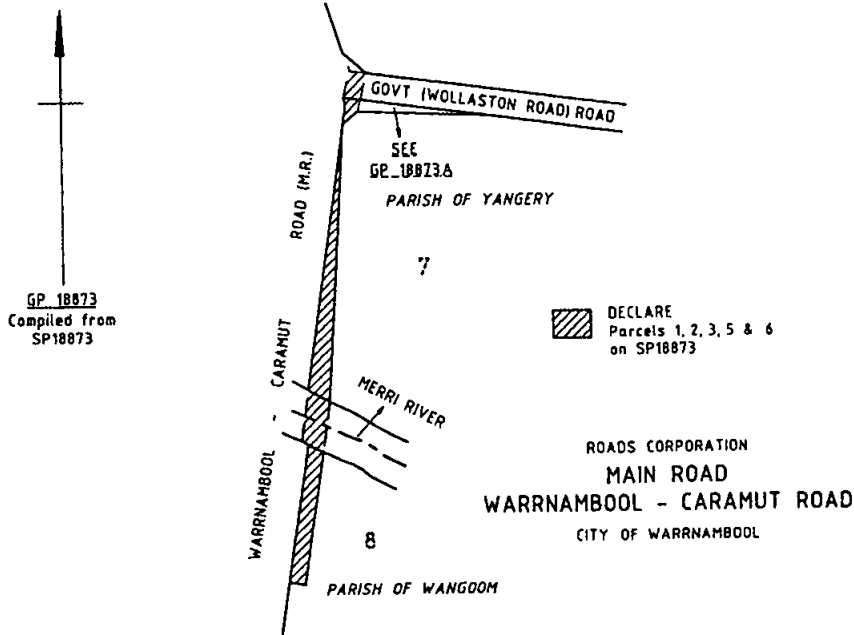 GOVT (WOLLASTON ROAD) ROAD
SEE
GP 18873A
PARISH OF YANGERY
ROAD (M.R.)
7
GP 18873
Compiled from
SP18873
DECLARE
Parcels 1, 2, 3, 5 & 6
on SP18873
CARAMUT
MERRI RIVER
-
WARRNAMBOOL
ROADS CORPORATION
MAIN ROAD
WARRNAMBOOL - CARAMUT ROAD
CITY OF WARRNAMBOOL
8
PARISH OF WANGOOM